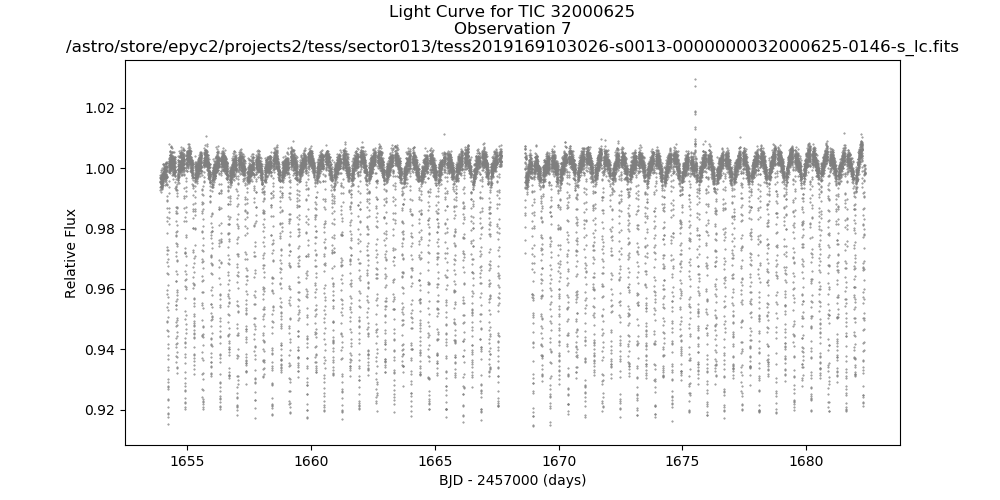 Light Curve for TIC 32000625
Observation 7
/astro/store/epyc2/projects2/tess/sector013/tess2019169103026-s0013-0000000032000625-0146-s_lc.fits
1.02
1.00
0.98
0.96
0.94
0.92
Relative Flux
1655
1660
1665
1670
1675
1680
BJD - 2457000 (days)